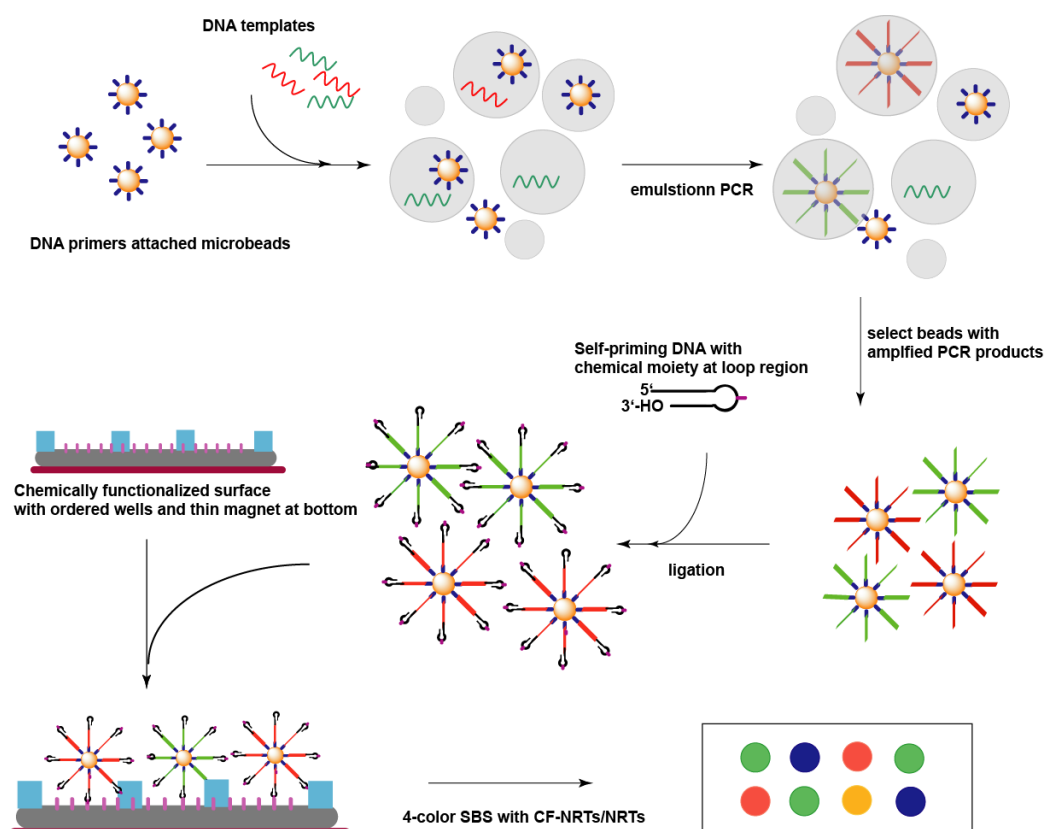 DNA templates
DNA primers attached microbeads
emulstionn PCR
select beads with
amplfied PCR products
Self-priming DNA with
chemical moiety at loop region
5‘
3‘-HO
Chemically functionalized surface
with ordered wells and thin magnet at bottom
ligation
4-color SBS with CF-NRTs/NRTs